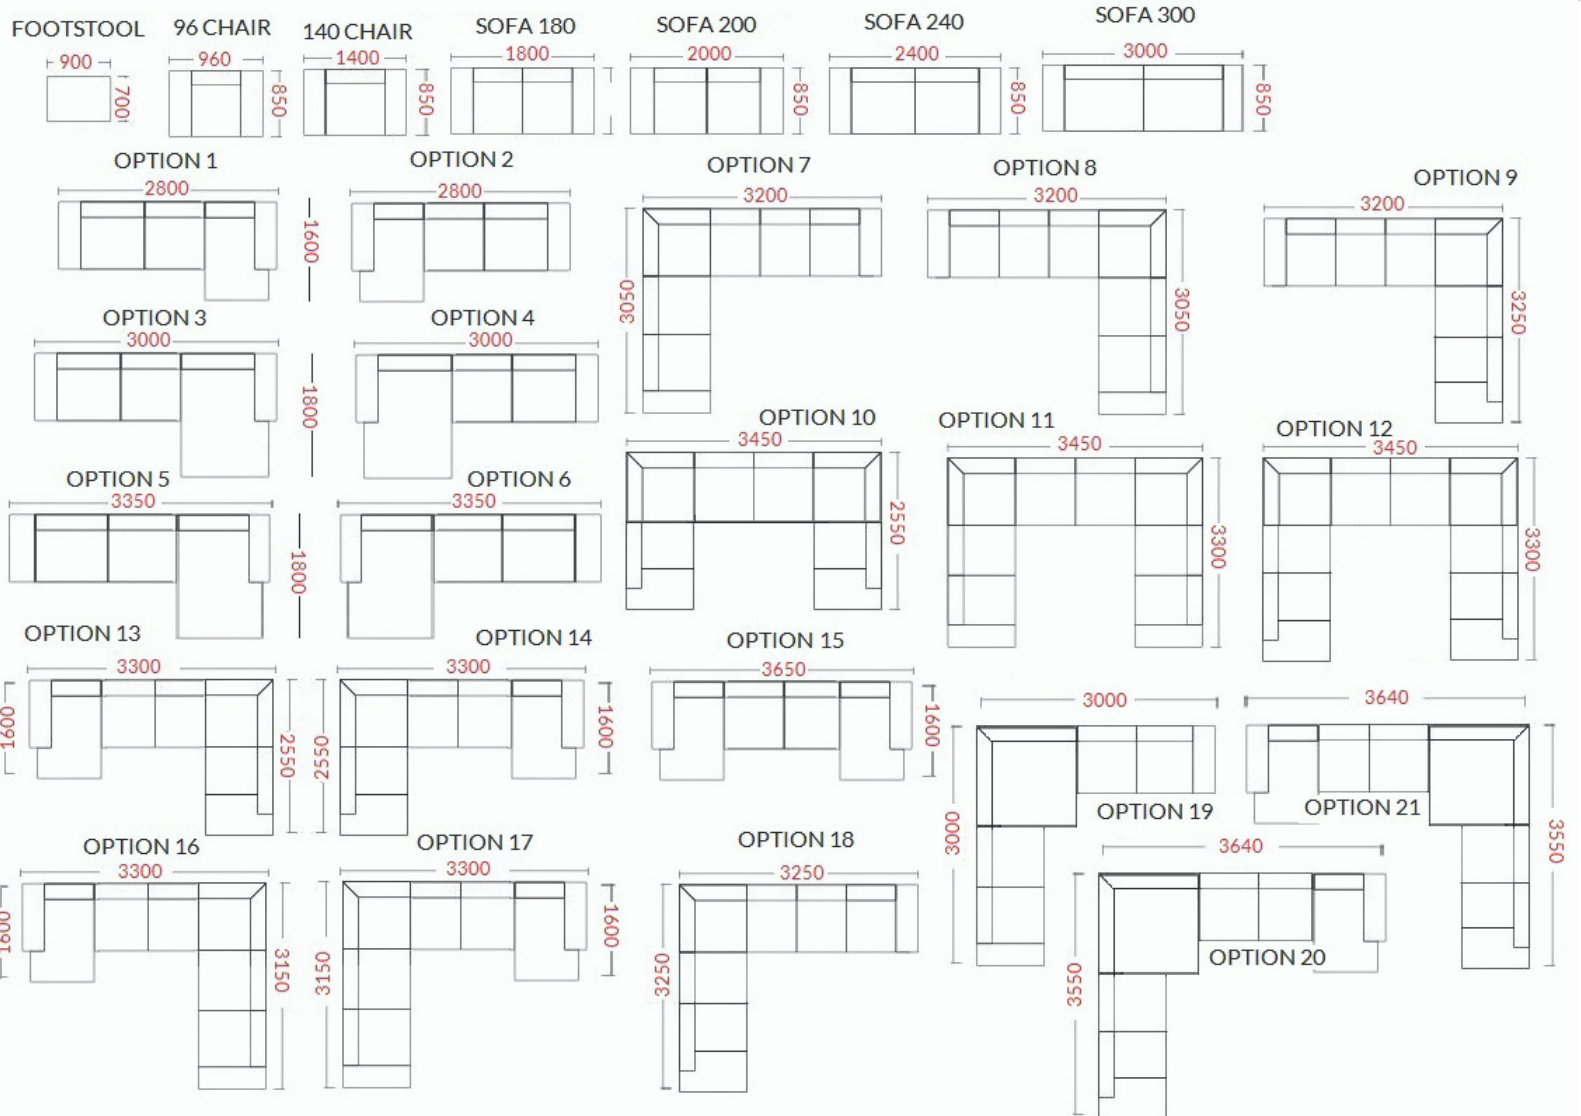 FOOTSTOOL 96 CHAIR 140 CHAIR SOFA 180 SOFA 200 SOFA 240 SOFA 300
900 960 1400 1800 2000 2400 3000
700 850 850 850 850 850
OPTION 1 OPTION 2 OPTION 7 OPTION 8 OPTION 9
2800 2800 3200 3200 3200
1600 3050 3050 3250
OPTION 3 OPTION 4
3000 3000
1800
OPTION 10 OPTION 11 OPTION 12
3450 3450 3450
2550 3300 3300
OPTION 5 OPTION 6
3350 3350
1800
OPTION 13 OPTION 14 OPTION 15
3300 3300 3650
1600 2550 2550 1600 1600
3000 3640
OPTION 19 OPTION 21
3000 3550
OPTION 16 OPTION 17 OPTION 18
3300 3300 3250
1600 3150 3150 1600 3250
3640
OPTION 20
3550